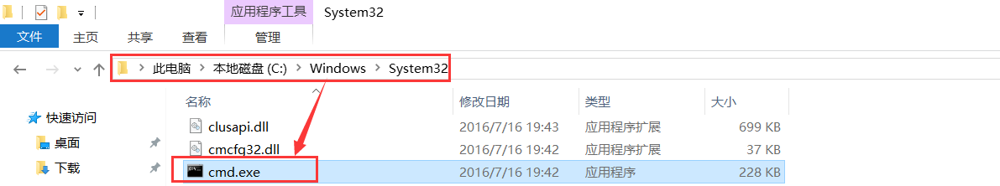 应用程序工具 System32
文件 主页 共享 查看 管理
此电脑 本地磁盘 (C:) Windows System32
名称 修改日期 类型 大小
快速访问
桌面
下载
clusapi.dll 2016/7/16 19:43 应用程序扩展 699 KB
cmcfg32.dll 2016/7/16 19:42 应用程序扩展 37 KB
cmd.exe 2016/7/16 19:42 应用程序 228 KB